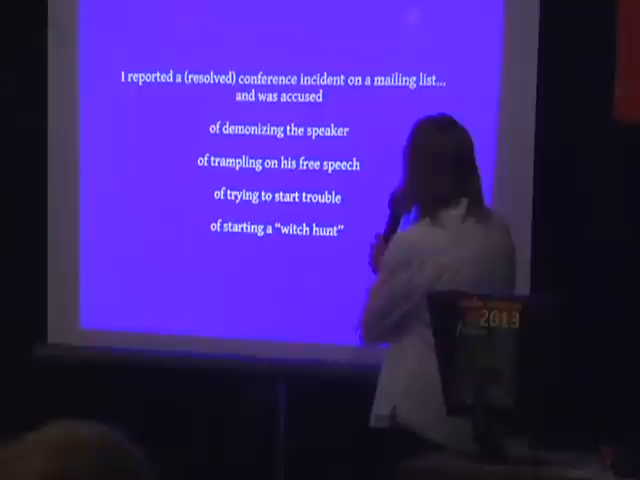 I reported a (resolved) conference incident on a mailing list...
and was accused
of demonizing the speaker
of trampling on his free speech
of trying to start trouble
of starting a “witch hunt”
2013